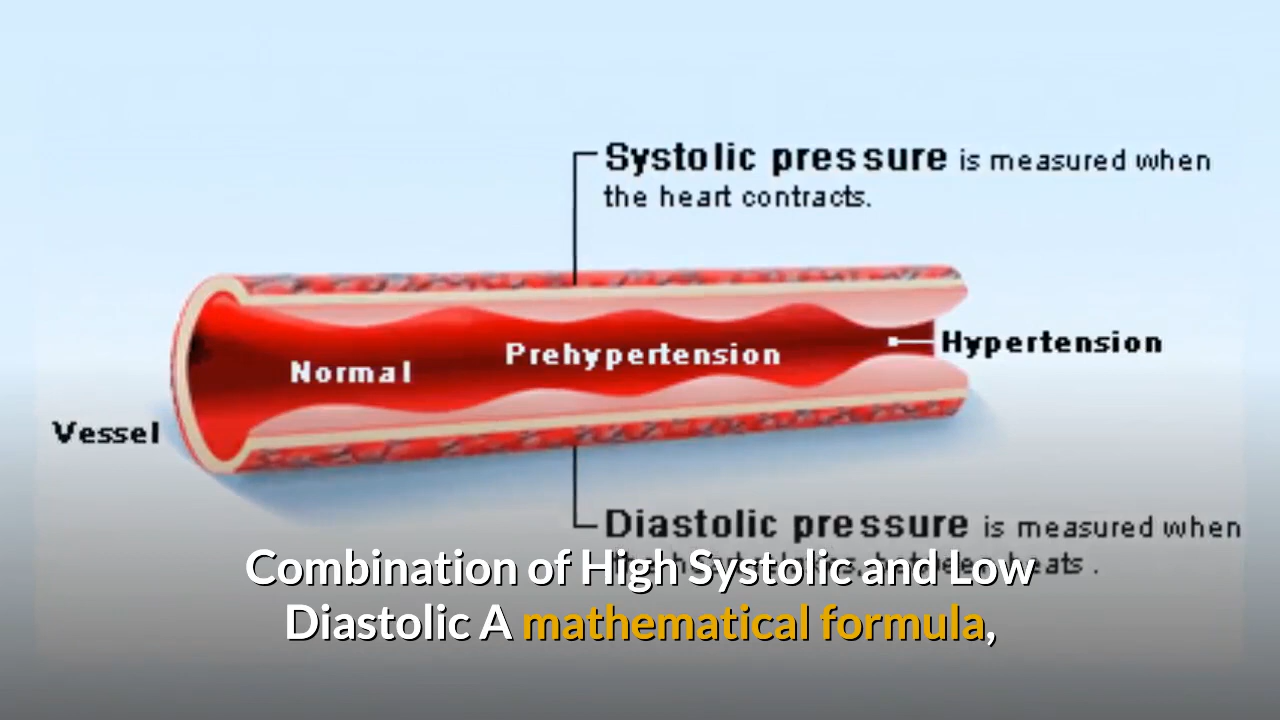 Systolic pressure is measured when
the heart contracts.
Normal
Prehypertension
Hypertension
Vessel
Diastolic pressure is measured when
beats.
Combination of High Systolic and Low
Diastolic A mathematical formula,